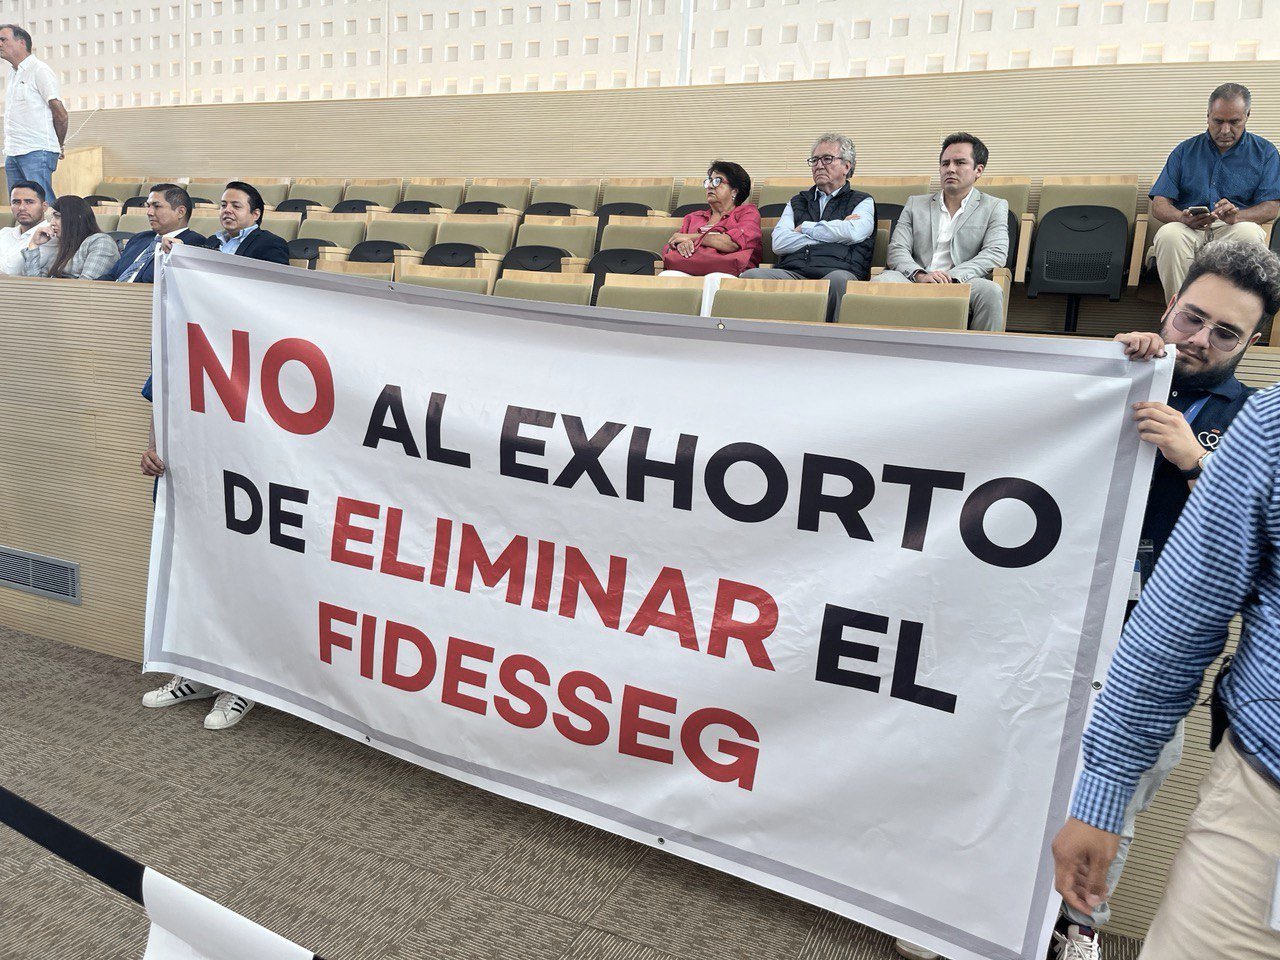 NO AL EXHORTO
DE ELIMINAR EL
FIDESSEG